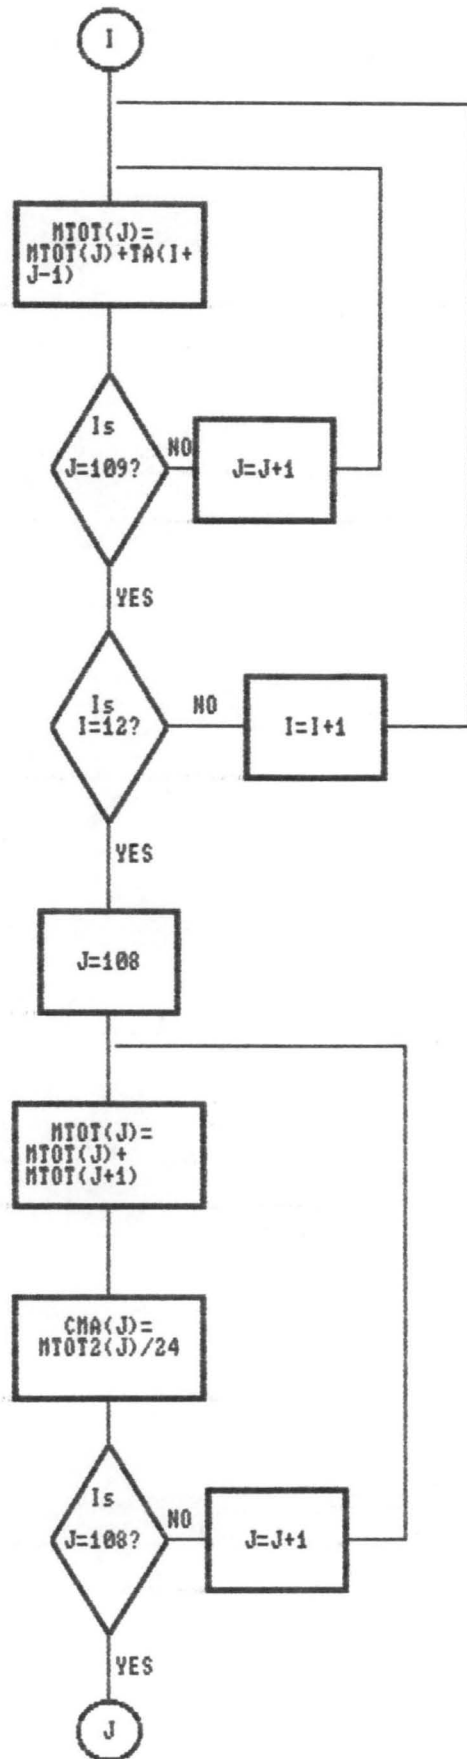 I
MTOT(J)=
MTOT(J)+TA(I+
J-1)
Is
J=109?
NO
J=J+1
YES
Is
I=12?
NO
I=I+1
YES
J=108
MTOT(J)=
MTOT(J)+
MTOT(J+1)
CMA(J)=
MTOT2(J)/24
Is
J=108?
NO
J=J+1
YES
J